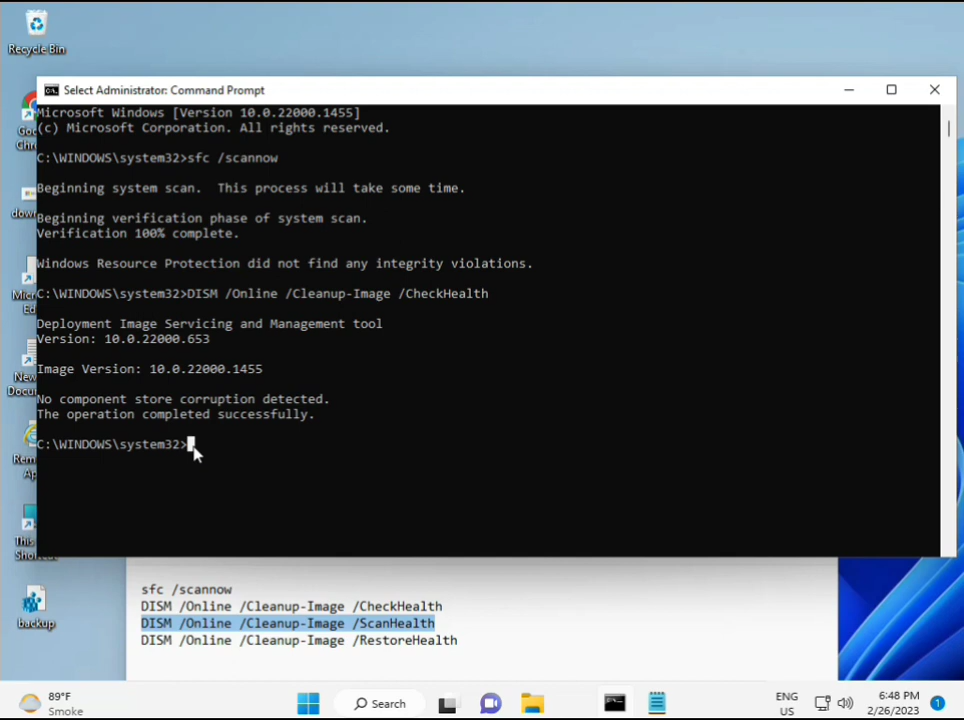 Recycle Bin
Select Administrator: Command Prompt
Microsoft Windows [Version 10.0.22000.1455]
(c) Microsoft Corporation. All rights reserved.
C:\WINDOWS\system32>sfc /scannow
Beginning system scan.  This process will take some time.
Beginning verification phase of system scan.
Verification 100% complete.
Windows Resource Protection did not find any integrity violations.
C:\WINDOWS\system32>DISM /Online /Cleanup-Image /CheckHealth
Deployment Image Servicing and Management tool
Version: 10.0.22000.653
Image Version: 10.0.22000.1455
No component store corruption detected.
The operation completed successfully.
C:\WINDOWS\system32>
sfc /scannow
DISM /Online /Cleanup-Image /CheckHealth
DISM /Online /Cleanup-Image /ScanHealth
DISM /Online /Cleanup-Image /RestoreHealth
backup
89°F
Smoke
Search
ENG
US
6:48 PM
2/26/2023
1